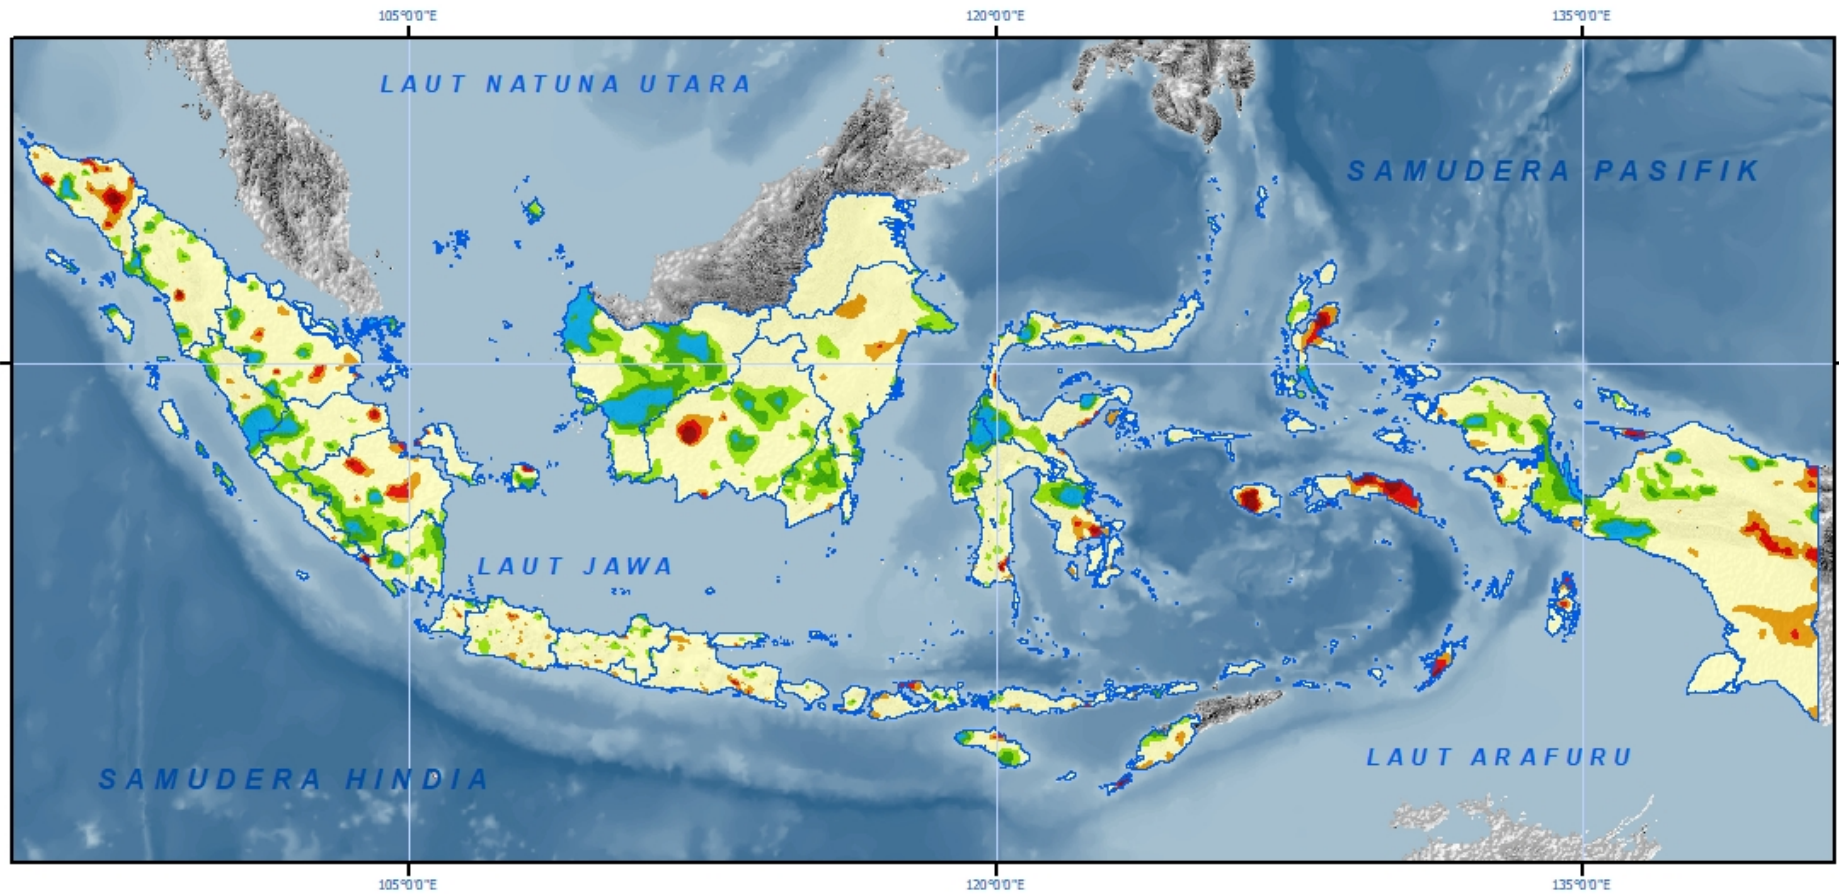 105°0'0"E
120°0'0"E
135°0'0"E
LAUT NATUNA UTARA
SAMUDERA PASIFIK
LAUT JAWA
LAUT ARAFURU
SAMUDERA HINDIA
105°0'0"E
120°0'0"E
135°0'0"E